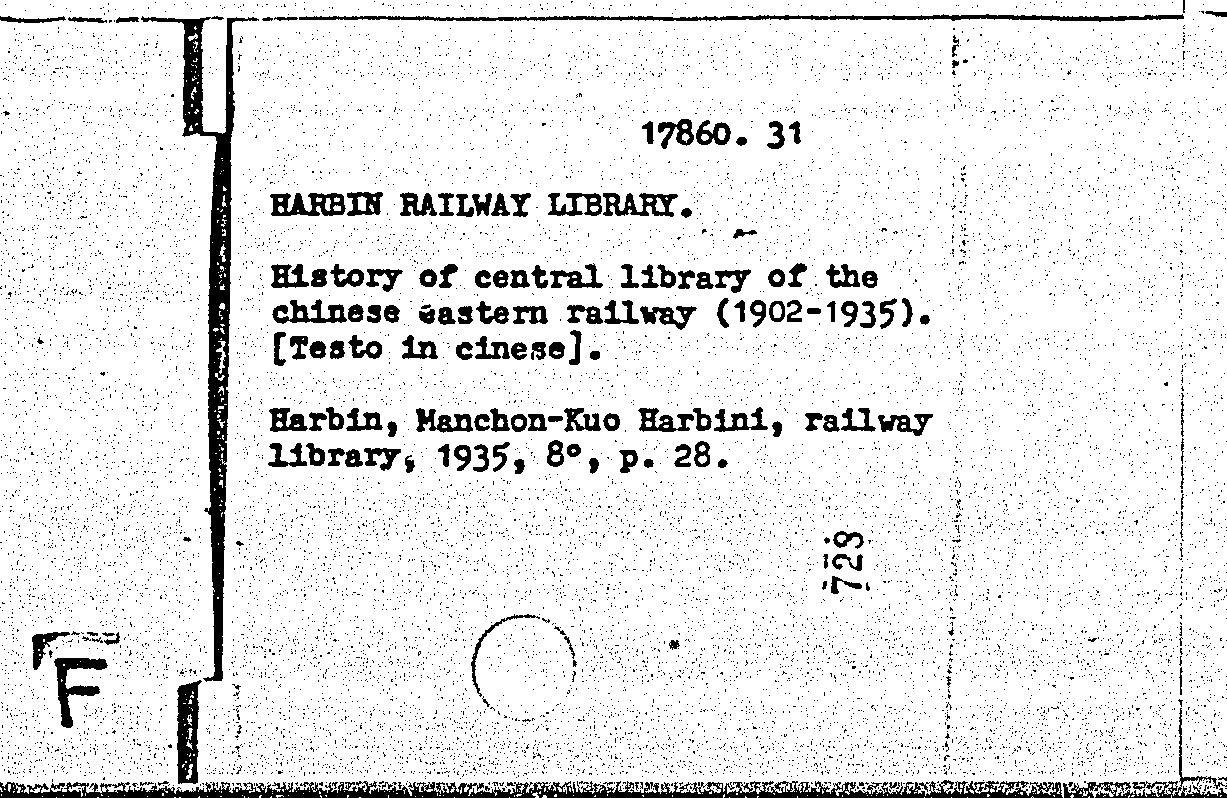 17860. 31
HARBIN RAILWAY LIBRARY.
History of central library of the
chinese eastern railway (1902-1935).
[Testo in cinese].
Harbin, Manchon-Kuo Harbini, railway
library, 1935, 8°, p. 28.
728
F